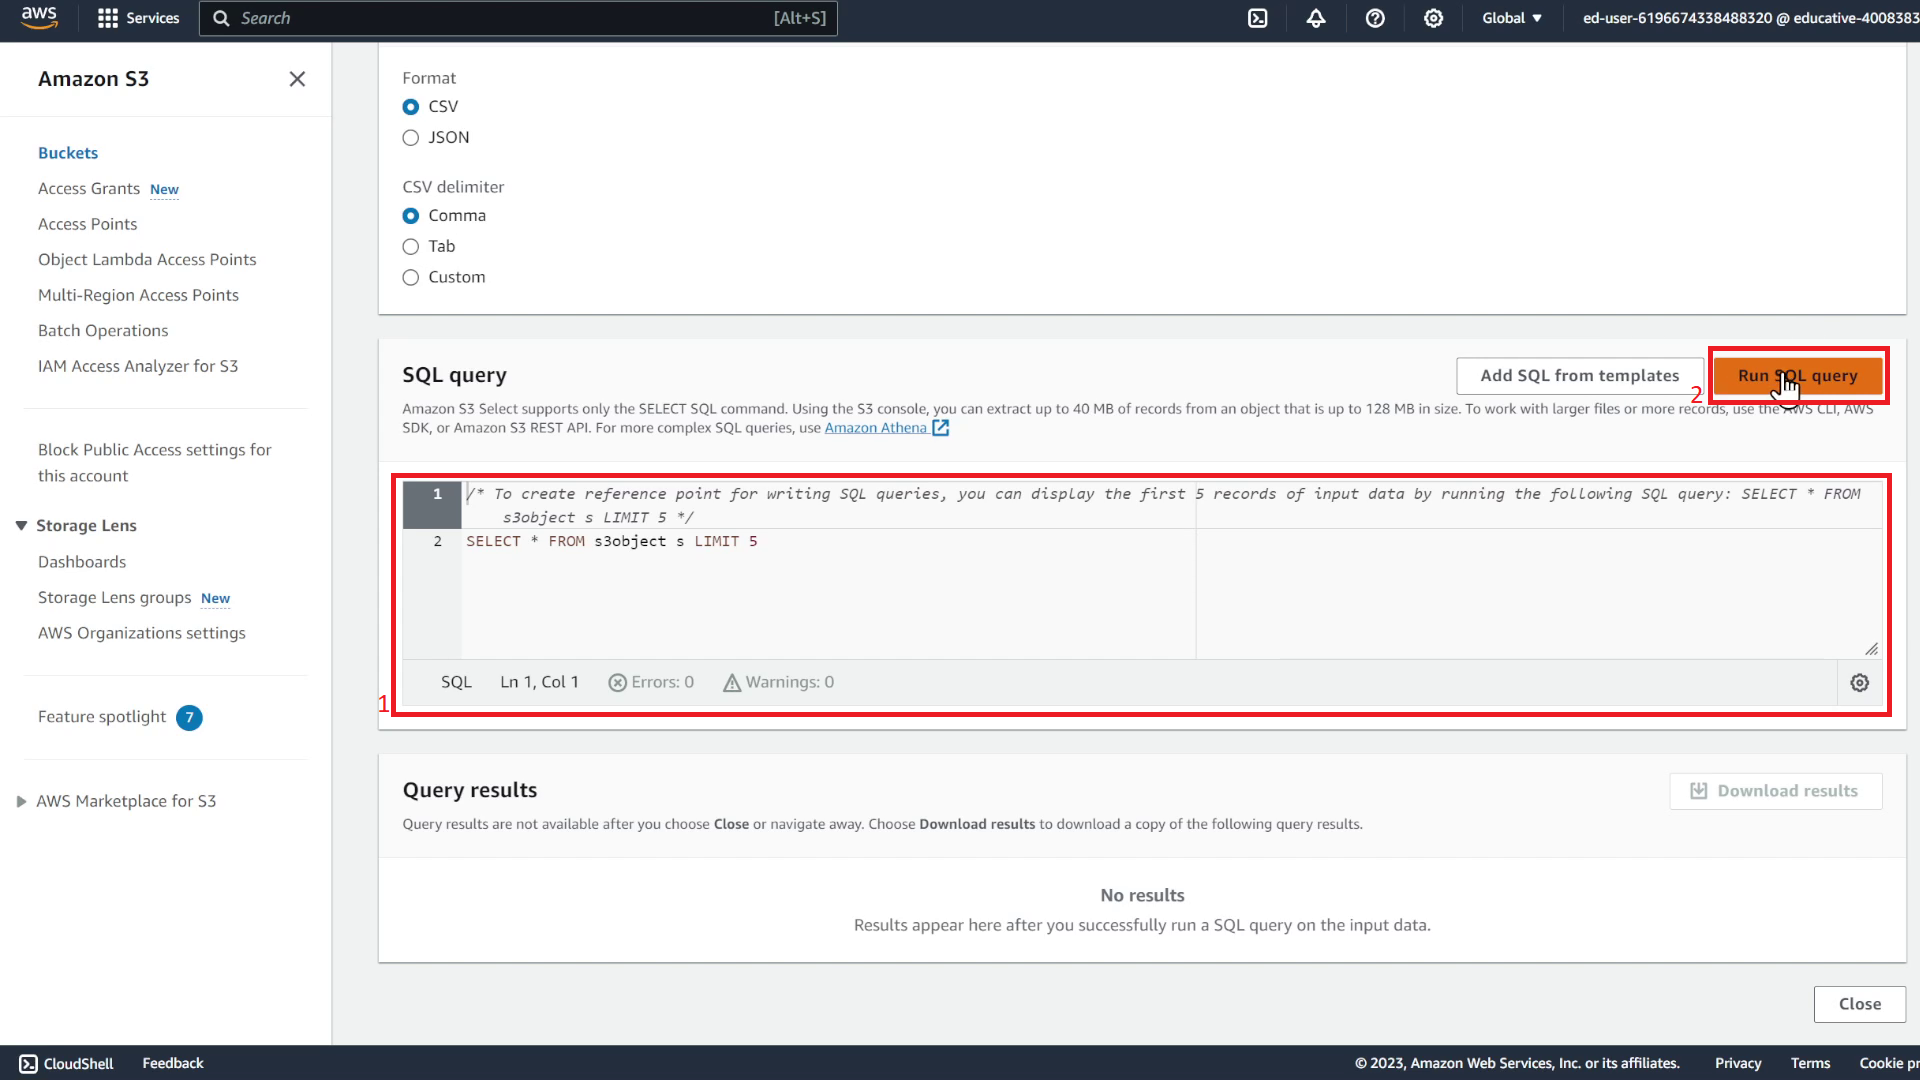 aws
Services
Search
[Alt+S]
Global ▼
ed-user-6196674338488320 @ educative-4008383
Amazon S3
Buckets
Access Grants New
Access Points
Object Lambda Access Points
Multi-Region Access Points
Batch Operations
IAM Access Analyzer for S3
Block Public Access settings for
this account
Storage Lens
Dashboards
Storage Lens groups New
AWS Organizations settings
Feature spotlight 7
AWS Marketplace for S3
Format
CSV
JSON
CSV delimiter
Comma
Tab
Custom
SQL query
Add SQL from templates
2
Run SQL query
Amazon S3 Select supports only the SELECT SQL command. Using the S3 console, you can extract up to 40 MB of records from an object that is up to 128 MB in size. To work with larger files or more records, use the AWS CLI, AWS
SDK, or Amazon S3 REST API. For more complex SQL queries, use Amazon Athena
1 /* To create reference point for writing SQL queries, you can display the first 5 records of input data by running the following SQL query: SELECT * FROM
s3object s LIMIT 5 */
2 SELECT * FROM s3object s LIMIT 5
SQL Ln 1, Col 1 Errors: 0 Warnings: 0
1
Query results
Download results
Query results are not available after you choose Close or navigate away. Choose Download results to download a copy of the following query results.
No results
Results appear here after you successfully run a SQL query on the input data.
Close
CloudShell
Feedback
© 2023, Amazon Web Services, Inc. or its affiliates.
Privacy
Terms
Cookie pr